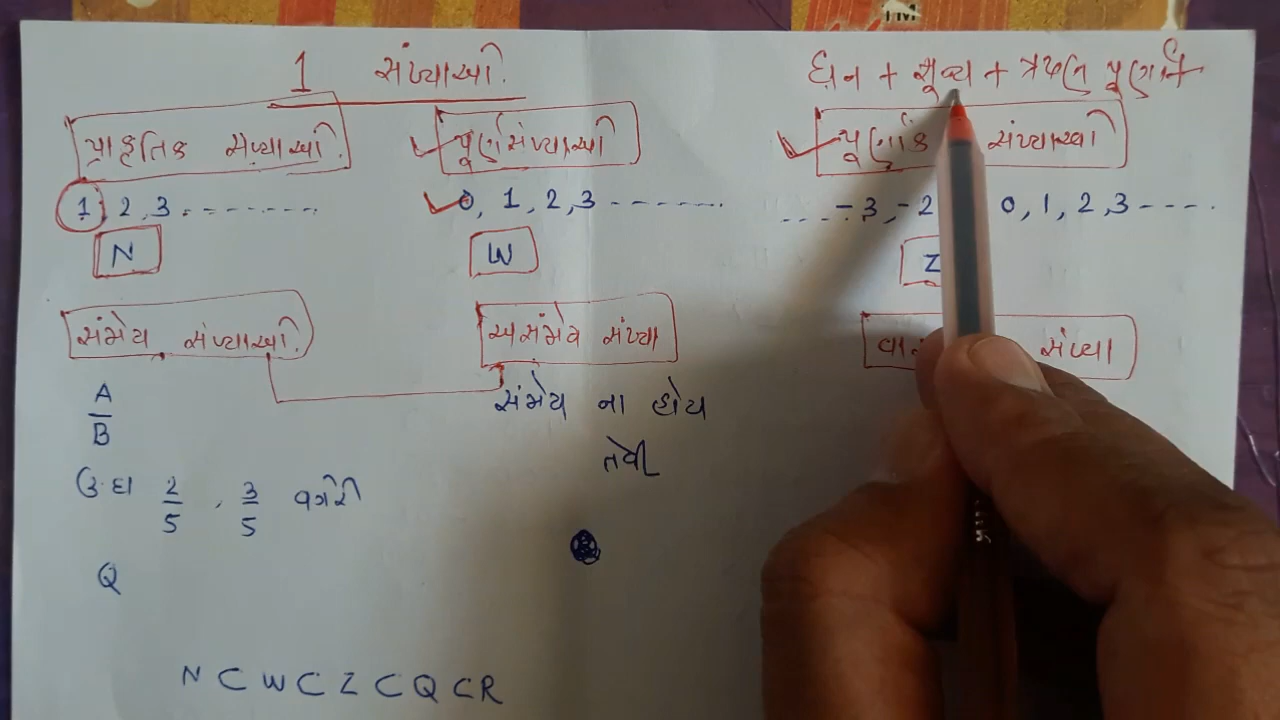 1 સંખ્યાઓ.
ધન + શૂન્ય + ઋણ પૂર્ણાંક
પ્રાકૃતિક સંખ્યાઓ.
પૂર્ણસંખ્યાઓ
પૂર્ણાંક સંખ્યાઓ
1, 2, 3 --------
0, 1, 2, 3 --------
---- -3, -2 0, 1, 2, 3 ----.
N
W
Z
સંમેય સંખ્યાઓ.
અસંમેય સંખ્યા
સંખ્યા
A
B
સંમેય ના હોય
તેવી
ઉ.દા 2/5 , 3/5 વગેરે
Q
N ⊂ W ⊂ Z ⊂ Q ⊂ R